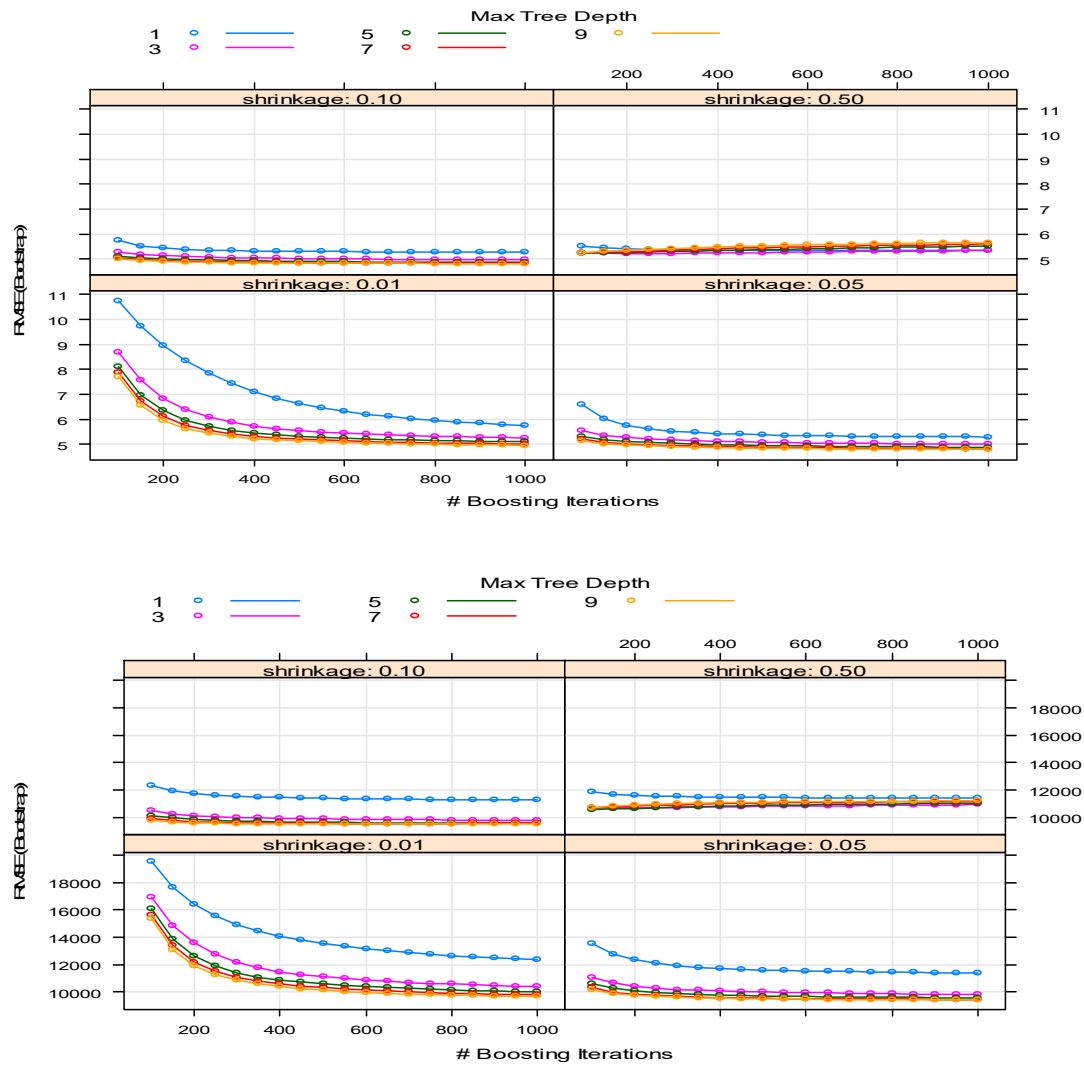 Max Tree Depth
1 5 9
3 7
200 400 600 800 1000
shrinkage: 0.10 shrinkage: 0.50
11
10
9
8
7
6
5
shrinkage: 0.01 shrinkage: 0.05
11
10
9
8
7
6
5
RMSE (Bootstrap)
200 400 600 800 1000
# Boosting Iterations
Max Tree Depth
1 5 9
3 7
200 400 600 800 1000
shrinkage: 0.10 shrinkage: 0.50
18000
16000
14000
12000
10000
shrinkage: 0.01 shrinkage: 0.05
18000
16000
14000
12000
10000
RMSE (Bootstrap)
200 400 600 800 1000
# Boosting Iterations